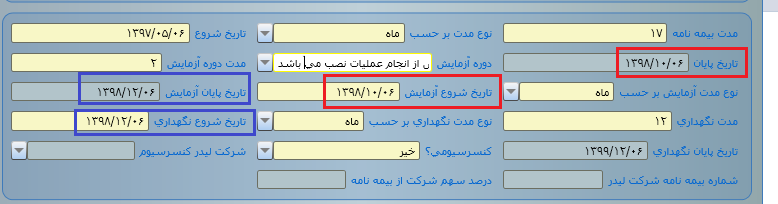 مدت بیمه نامه ۱۷ نوع مدت بر حسب ماه تاریخ شروع ۱۳۹۷/۰۵/۰۶
تاریخ پایان ۱۳۹۸/۱۰/۰۶ دوره آزمایش از انجام عملیات نصب می باشد مدت دوره آزمایش ۲
نوع مدت آزمایش بر حسب ماه تاریخ شروع آزمایش ۱۳۹۸/۱۰/۰۶ تاریخ پایان آزمایش ۱۳۹۸/۱۲/۰۶
مدت نگهداري ۱۲ نوع مدت نگهداري بر حسب ماه تاریخ شروع نگهداري ۱۳۹۸/۱۲/۰۶
تاریخ پایان نگهداري ۱۳۹۹/۱۲/۰۶ کنسرسیومی؟ خیر شرکت لیدر کنسرسیوم
شماره بیمه نامه شرکت لیدر درصد سهم شرکت از بیمه نامه